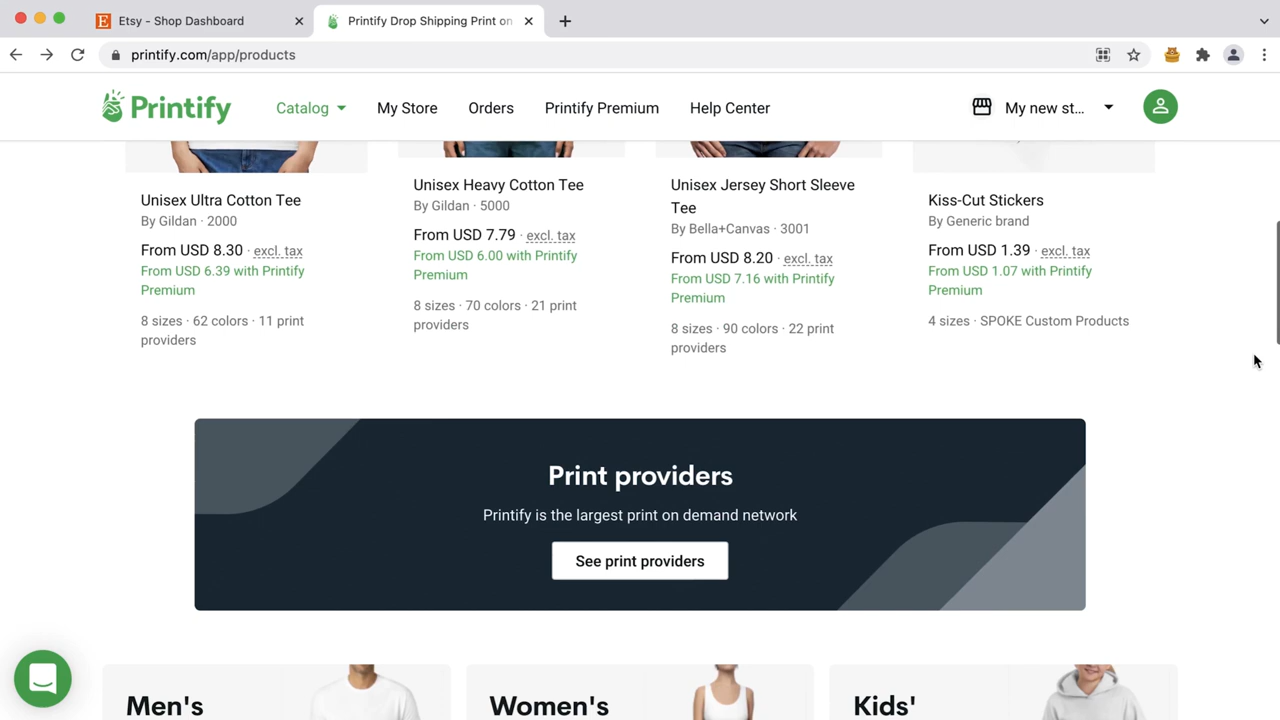 Etsy - Shop Dashboard
Printify Drop Shipping Print on
printify.com/app/products
Printify
Catalog
My Store
Orders
Printify Premium
Help Center
My new st...
Unisex Ultra Cotton Tee
By Gildan · 2000
From USD 8.30 · excl. tax
From USD 6.39 with Printify
Premium
8 sizes · 62 colors · 11 print
providers
Unisex Heavy Cotton Tee
By Gildan · 5000
From USD 7.79 · excl. tax
From USD 6.00 with Printify
Premium
8 sizes · 70 colors · 21 print
providers
Unisex Jersey Short Sleeve
Tee
By Bella+Canvas · 3001
From USD 8.20 · excl. tax
From USD 7.16 with Printify
Premium
8 sizes · 90 colors · 22 print
providers
Kiss-Cut Stickers
By Generic brand
From USD 1.39 · excl. tax
From USD 1.07 with Printify
Premium
4 sizes · SPOKE Custom Products
Print providers
Printify is the largest print on demand network
See print providers
Men's
Women's
Kids'